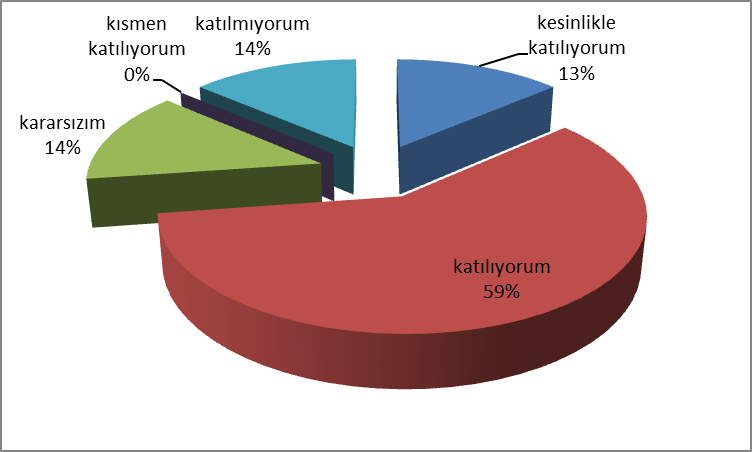 kısmen
katılıyorum
0%
katılmıyorum
14%
kesinlikle
katılıyorum
13%
kararsızım
14%
katılıyorum
59%